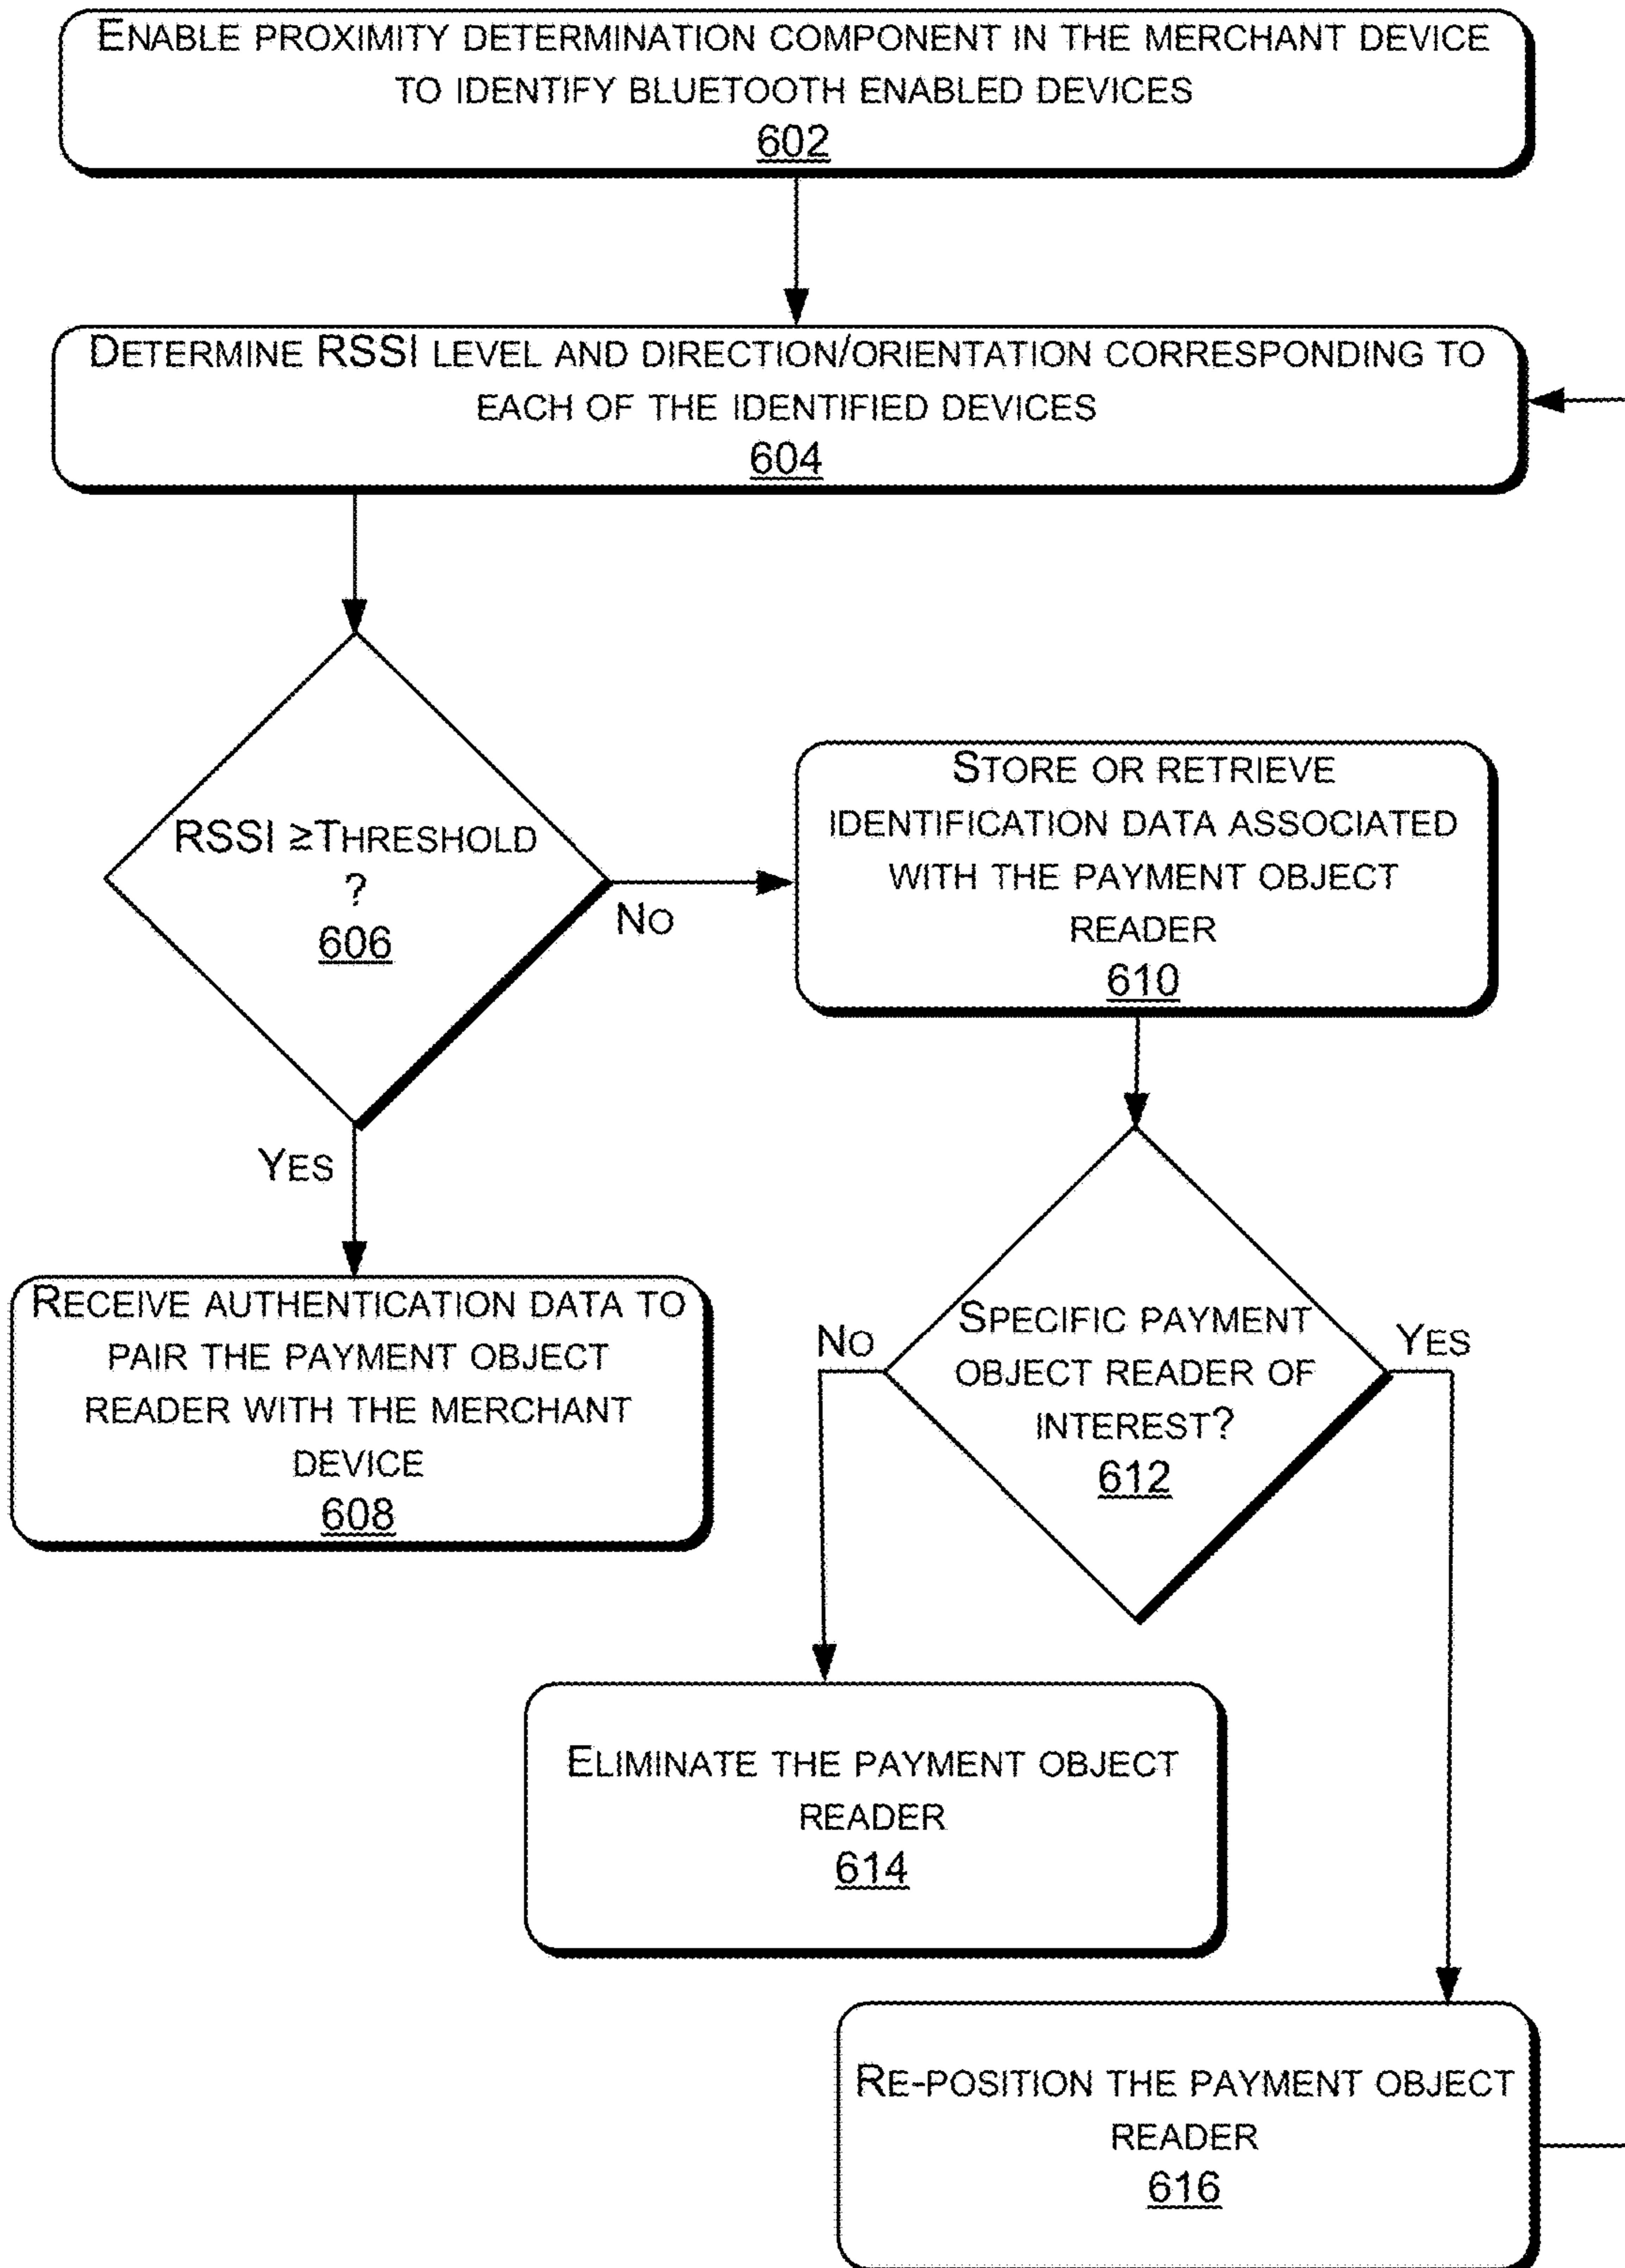 ENABLE PROXIMITY DETERMINATION COMPONENT IN THE MERCHANT DEVICE
TO IDENTIFY BLUETOOTH ENABLED DEVICES
602
DETERMINE RSSI LEVEL AND DIRECTION/ORIENTATION CORRESPONDING TO
EACH OF THE IDENTIFIED DEVICES
604
RSSI ≥THRESHOLD
?
606
NO
YES
RECEIVE AUTHENTICATION DATA TO
PAIR THE PAYMENT OBJECT
READER WITH THE MERCHANT
DEVICE
608
STORE OR RETRIEVE
IDENTIFICATION DATA ASSOCIATED
WITH THE PAYMENT OBJECT
READER
610
SPECIFIC PAYMENT
OBJECT READER OF
INTEREST?
612
NO
YES
ELIMINATE THE PAYMENT OBJECT
READER
614
RE-POSITION THE PAYMENT OBJECT
READER
616